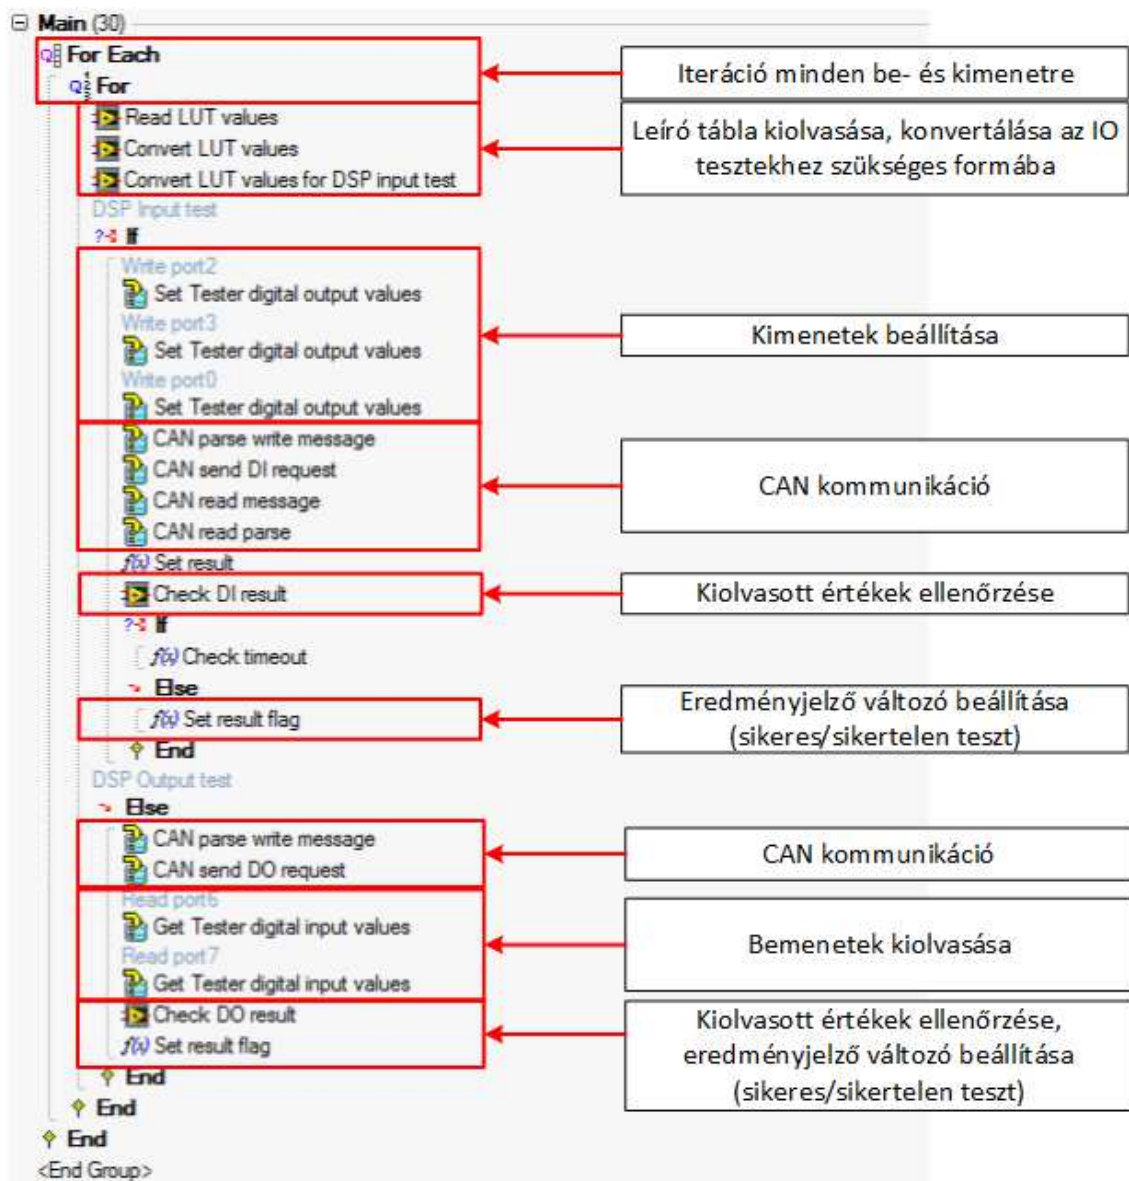 Main (30)
For Each
For
Iteráció minden be- és kimenetre
Read LUT values
Convert LUT values
Convert LUT values for DSP input test
Leíró tábla kiolvasása, konvertálása az IO
tesztekhez szükséges formába
DSP Input test
If
Write port2
Set Tester digital output values
Write port3
Set Tester digital output values
Write port0
Set Tester digital output values
Kimenetek beállítása
CAN parse write message
CAN send DI request
CAN read message
CAN read parse
CAN kommunikáció
f(x) Set result
Check DI result
Kiolvasott értékek ellenőrzése
If
f(x) Check timeout
Else
f(x) Set result flag
Eredményjelző változó beállítása
(sikeres/sikertelen teszt)
End
DSP Output test
Else
CAN parse write message
CAN send DO request
CAN kommunikáció
Read port6
Get Tester digital input values
Read port7
Get Tester digital input values
Bemenetek kiolvasása
Check DO result
f(x) Set result flag
Kiolvasott értékek ellenőrzése,
eredményjelző változó beállítása
(sikeres/sikertelen teszt)
End
End
End
<End Group>